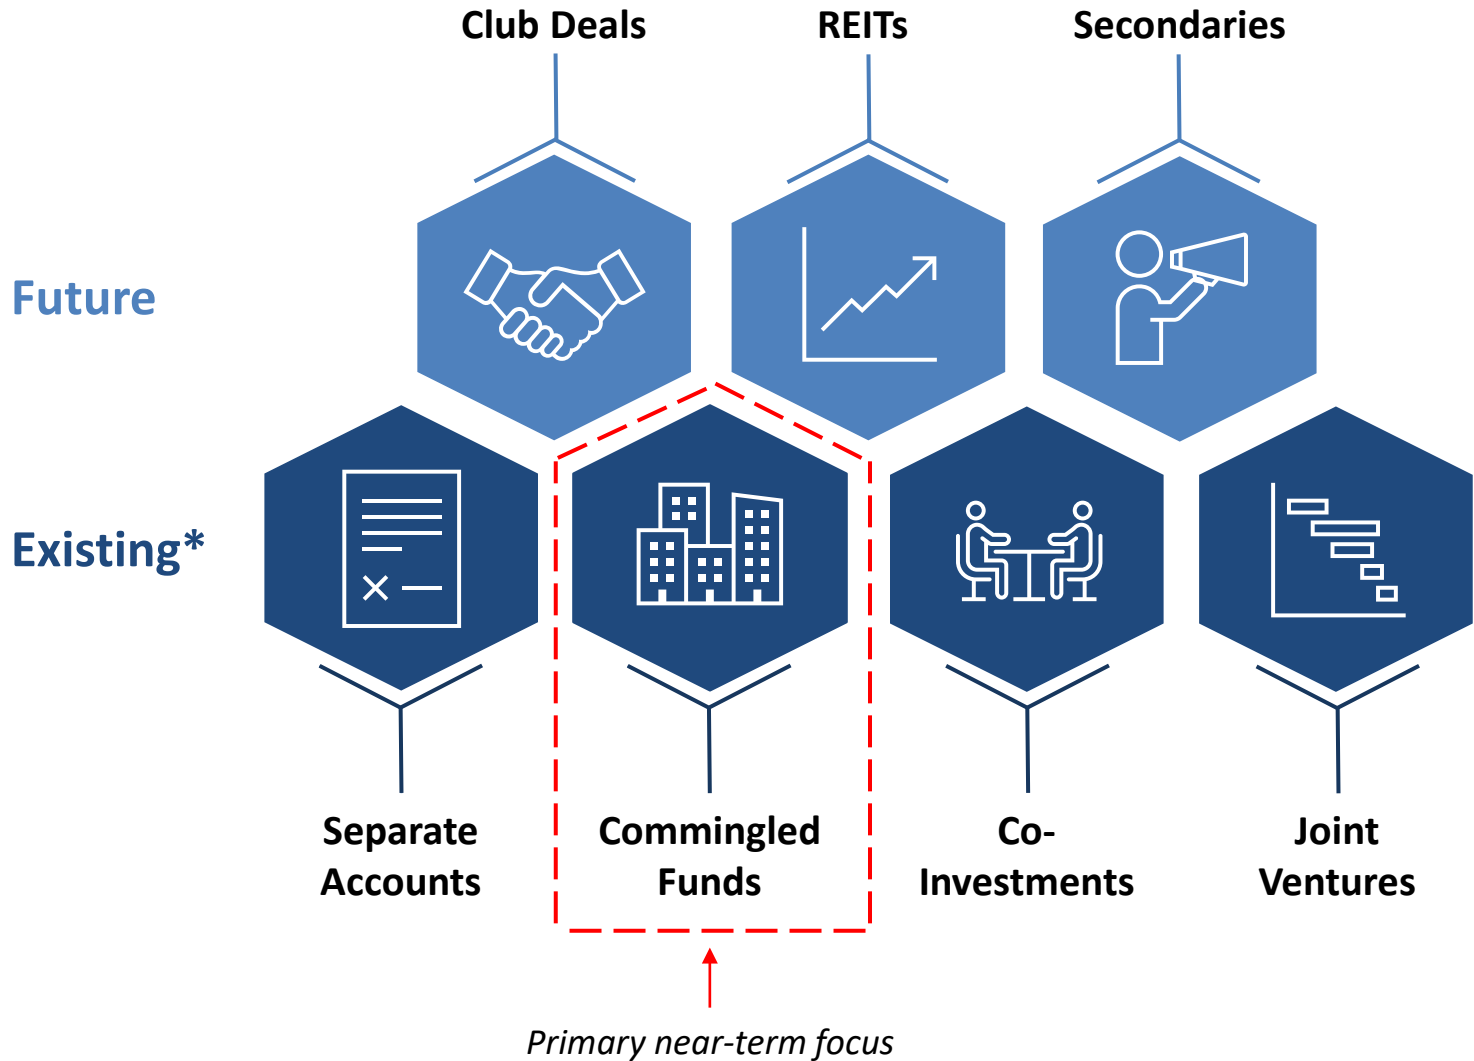 Club Deals
REITs
Secondaries
Future
Existing*
Separate
Accounts
Commingled
Funds
Co-
Investments
Joint
Ventures
Primary near-term focus